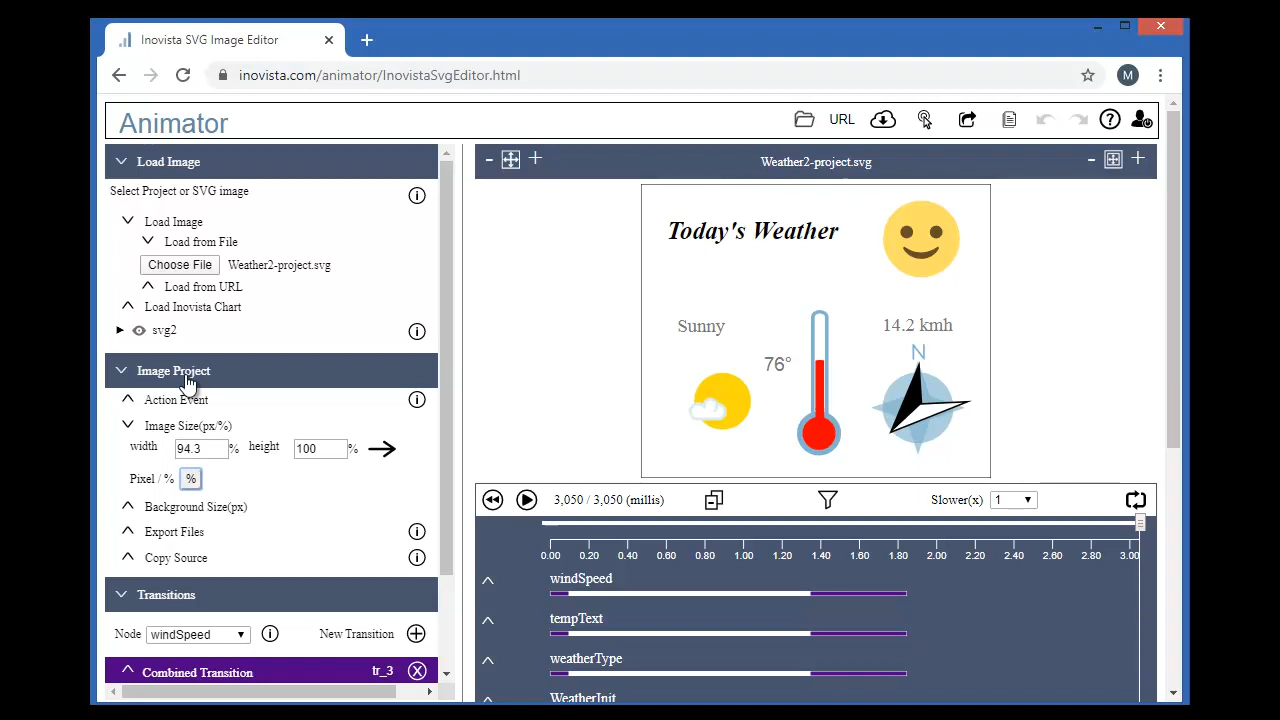 Inovista SVG Image Editor
inovista.com/animator/InovistaSvgEditor.html
M
Animator
URL
Load Image
Select Project or SVG image
Load Image
Load from File
Choose File Weather2-project.svg
Load from URL
Load Inovista Chart
svg2
Image Project
Action Event
Image Size(px/%)
width 94.3 % height 100 %
Pixel / % %
Background Size(px)
Export Files
Copy Source
Transitions
Node windSpeed New Transition
Combined Transition tr_3 X
- + Weather2-project.svg - +
Today's Weather
Sunny
76°
14.2 kmh
N
3,050 / 3,050 (millis) Slower(x) 1
0.00 0.20 0.40 0.60 0.80 1.00 1.20 1.40 1.60 1.80 2.00 2.20 2.40 2.60 2.80 3.00
windSpeed
tempText
weatherType
WeatherInit